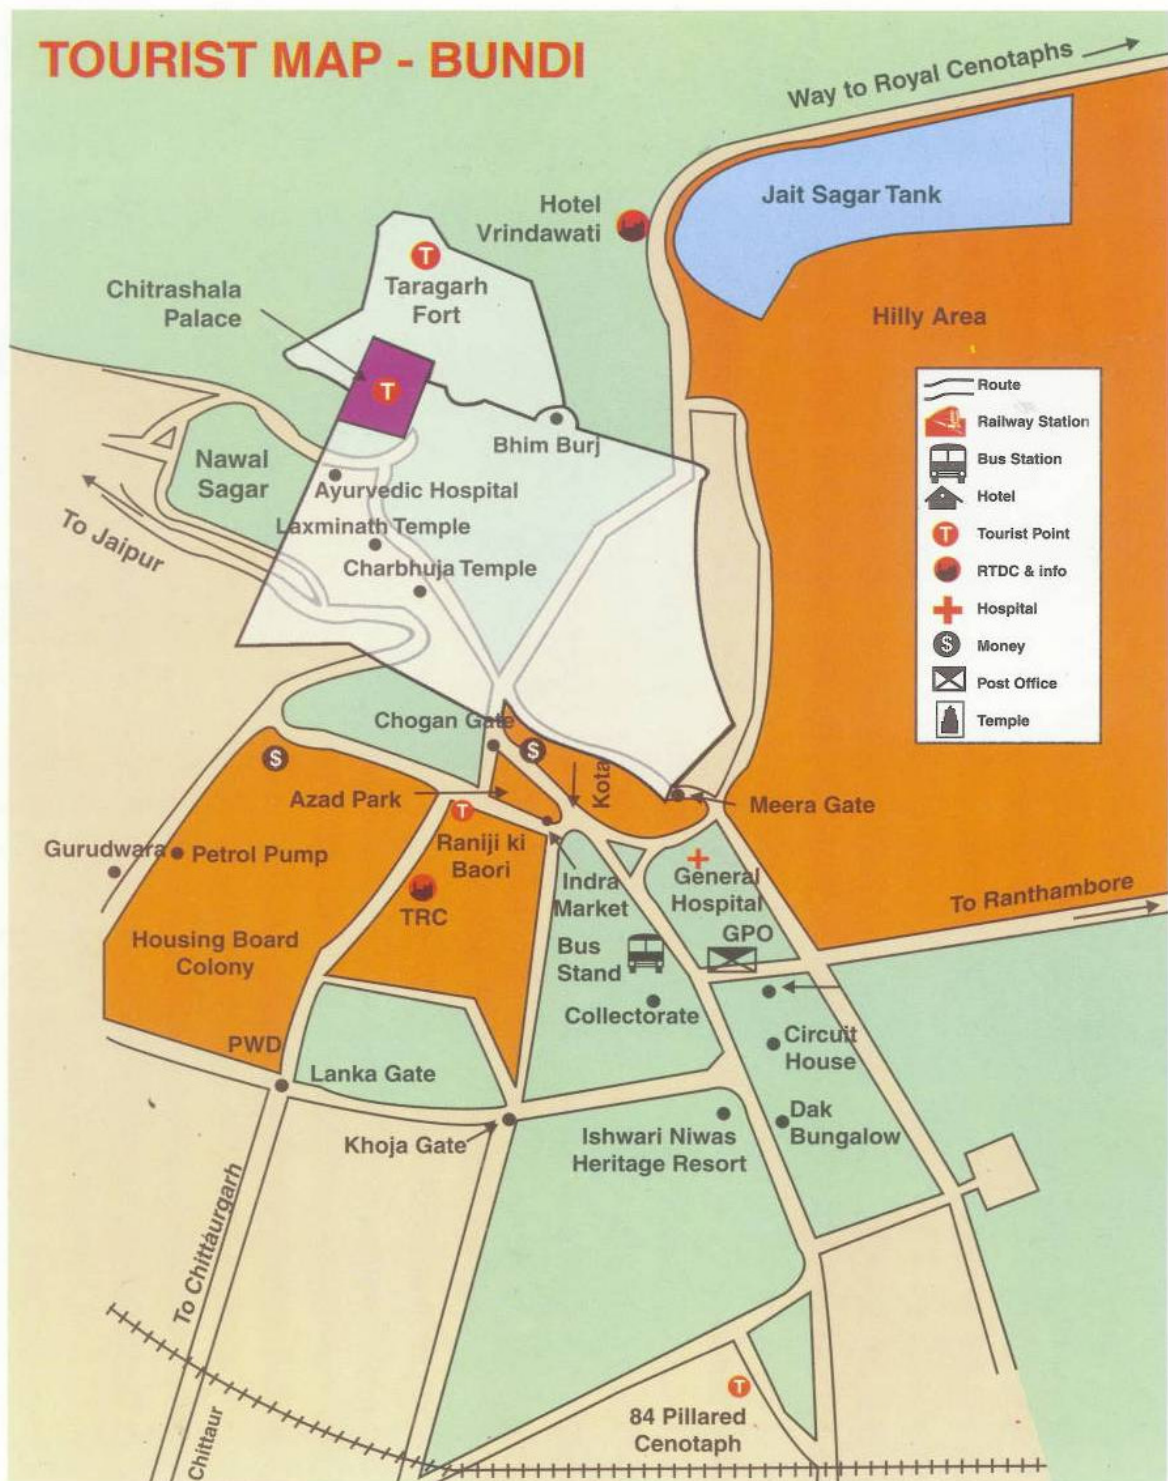 TOURIST MAP - BUNDI
Way to Royal Cenotaphs
Jait Sagar Tank
Hotel
Vrindawati
T
Taragarh
Fort
Chitrashala
Palace
T
Hilly Area
Route
Railway Station
Bus Station
Hotel
T
Tourist Point
RTDC & info
Hospital
$
Money
Post Office
Temple
Bhim Burj
Nawal
Sagar
Ayurvedic Hospital
Laxminath Temple
Charbhuja Temple
To Jaipur
Chogan Gate
$
$
Kota
Azad Park
T
Meera Gate
Raniji ki
Baori
Gurudwara
Petrol Pump
TRC
Indra
Market
General
Hospital
To Ranthambore
GPO
Housing Board
Colony
Bus
Stand
Collectorate
Circuit
House
PWD
Lanka Gate
Khoja Gate
Ishwari Niwas
Heritage Resort
Dak
Bungalow
To Chittaurgarh
Chittaur
T
84 Pillared
Cenotaph